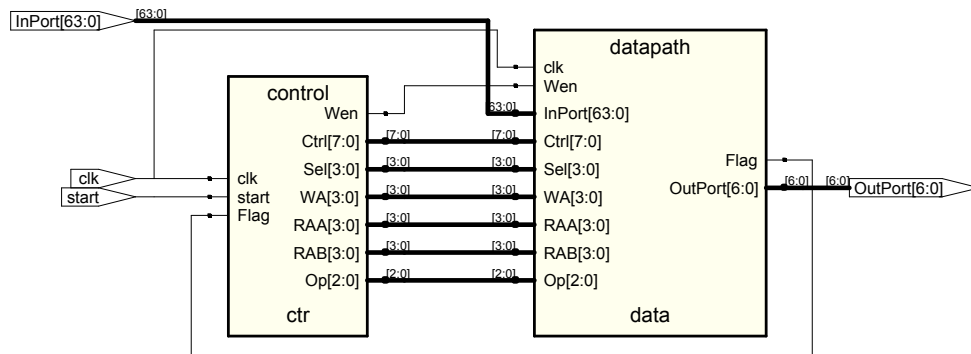 InPort[63:0]
[63:0]
clk
start
control
Wen
Ctrl[7:0]
Sel[3:0]
WA[3:0]
RAA[3:0]
RAB[3:0]
Op[2:0]
clk
start
Flag
ctr
[7:0]
[3:0]
[3:0]
[3:0]
[3:0]
[2:0]
[63:0]
[7:0]
[3:0]
[3:0]
[3:0]
[3:0]
[2:0]
datapath
clk
Wen
InPort[63:0]
Ctrl[7:0]
Sel[3:0]
WA[3:0]
RAA[3:0]
RAB[3:0]
Op[2:0]
Flag
OutPort[6:0]
data
[6:0]
[6:0]
OutPort[6:0]